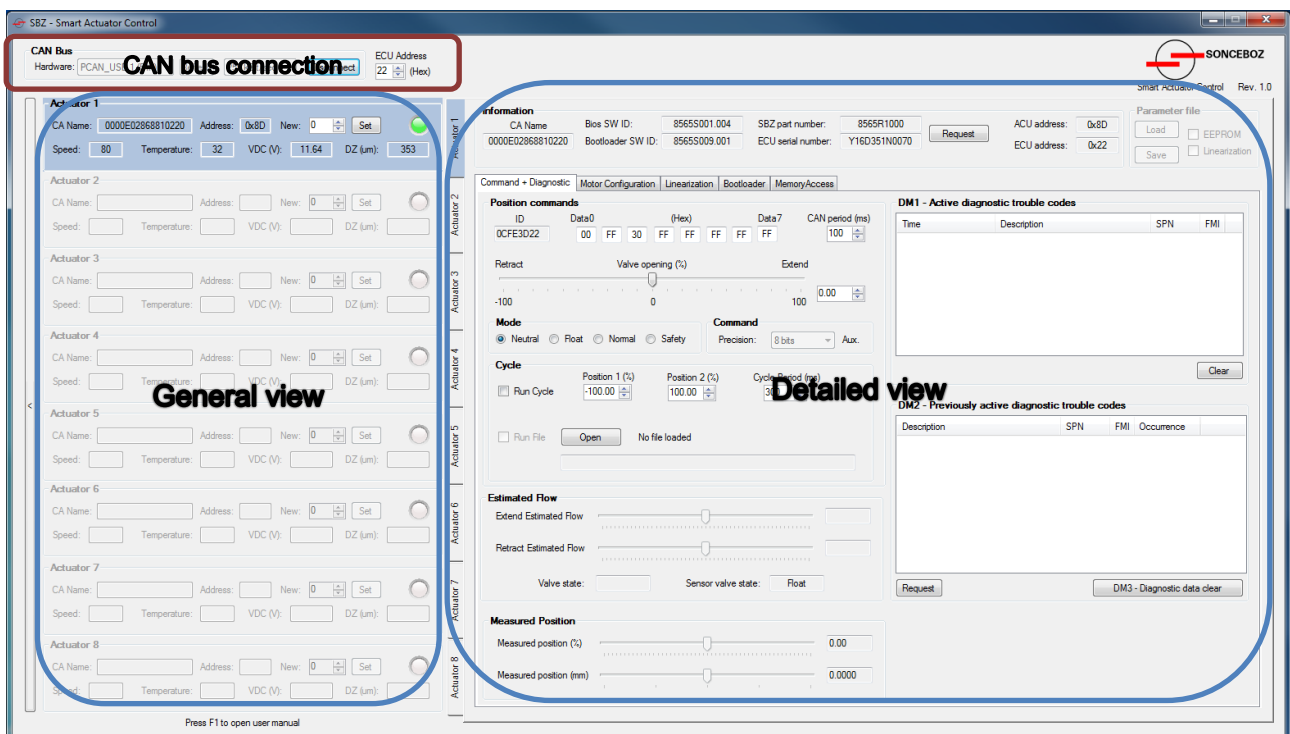 SBZ - Smart Actuator Control
CAN Bus
Hardware: PCAN_US
CAN bus connection
ECU Address
22 (Hex)
SONCEBOZ
Smart Actuator Control Rev. 1.0
Actuator 1
CA Name: 0000E02868810220 Address: 0x8D New: 0 Set
Speed: 80 Temperature: 32 VDC (V): 11.64 DZ (um): 353
Actuator 2
CA Name: Address: New: 0 Set
Speed: Temperature: VDC (V): DZ (um):
Actuator 3
CA Name: Address: New: 0 Set
Speed: Temperature: VDC (V): DZ (um):
Actuator 4
CA Name: Address: New: 0 Set
Speed: Temperature: VDC (V): DZ (um):
General view
Actuator 5
CA Name: Address: New: 0 Set
Speed: Temperature: VDC (V): DZ (um):
Actuator 6
CA Name: Address: New: 0 Set
Speed: Temperature: VDC (V): DZ (um):
Actuator 7
CA Name: Address: New: 0 Set
Speed: Temperature: VDC (V): DZ (um):
Actuator 8
CA Name: Address: New: 0 Set
Speed: Temperature: VDC (V): DZ (um):
<
Press F1 to open user manual
Actuator 1
Actuator 2
Actuator 3
Actuator 4
Actuator 5
Actuator 6
Actuator 7
Actuator 8
Information
CA Name Bios SW ID: 8565S001.004 SBZ part number: 8565R1000 Request ACU address: 0x8D
0000E02868810220 Bootloader SW ID: 8565S009.001 ECU serial number: Y16D351N0070 ECU address: 0x22
Parameter file
Load EEPROM
Save Linearization
Command + Diagnostic Motor Configuration Linearization Bootloader MemoryAccess
Position commands
ID Data0 (Hex) Data7 CAN period (ms)
0CFE3D22 00 FF 30 FF FF FF FF FF 100
Retract Valve opening (%) Extend
0.00
-100 0 100
Mode
Neutral Float Normal Safety
Command
Precision: 8 bits Aux.
Cycle
Position 1 (%) Position 2 (%) Cycle Period (ms)
Run Cycle -100.00 100.00 300
Detailed view
Run File Open No file loaded
Estimated Flow
Extend Estimated Flow
Retract Estimated Flow
Valve state: Sensor valve state: Float
Measured Position
Measured position (%) 0.00
Measured position (mm) 0.0000
DM1 - Active diagnostic trouble codes
Time Description SPN FMI
Clear
DM2 - Previously active diagnostic trouble codes
Description SPN FMI Occurrence
Request DM3 - Diagnostic data clear